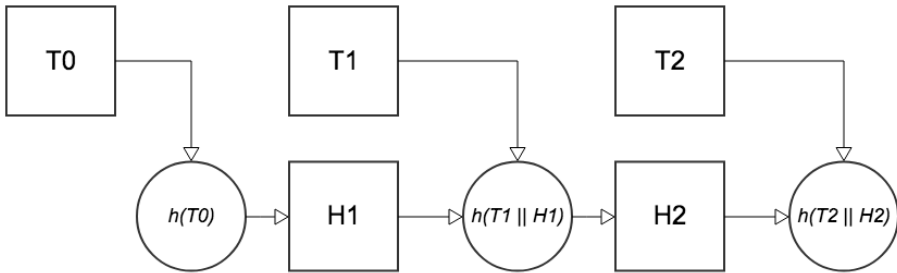 T0
T1
T2
h(T0)
H1
h(T1 || H1)
H2
h(T2 || H2)